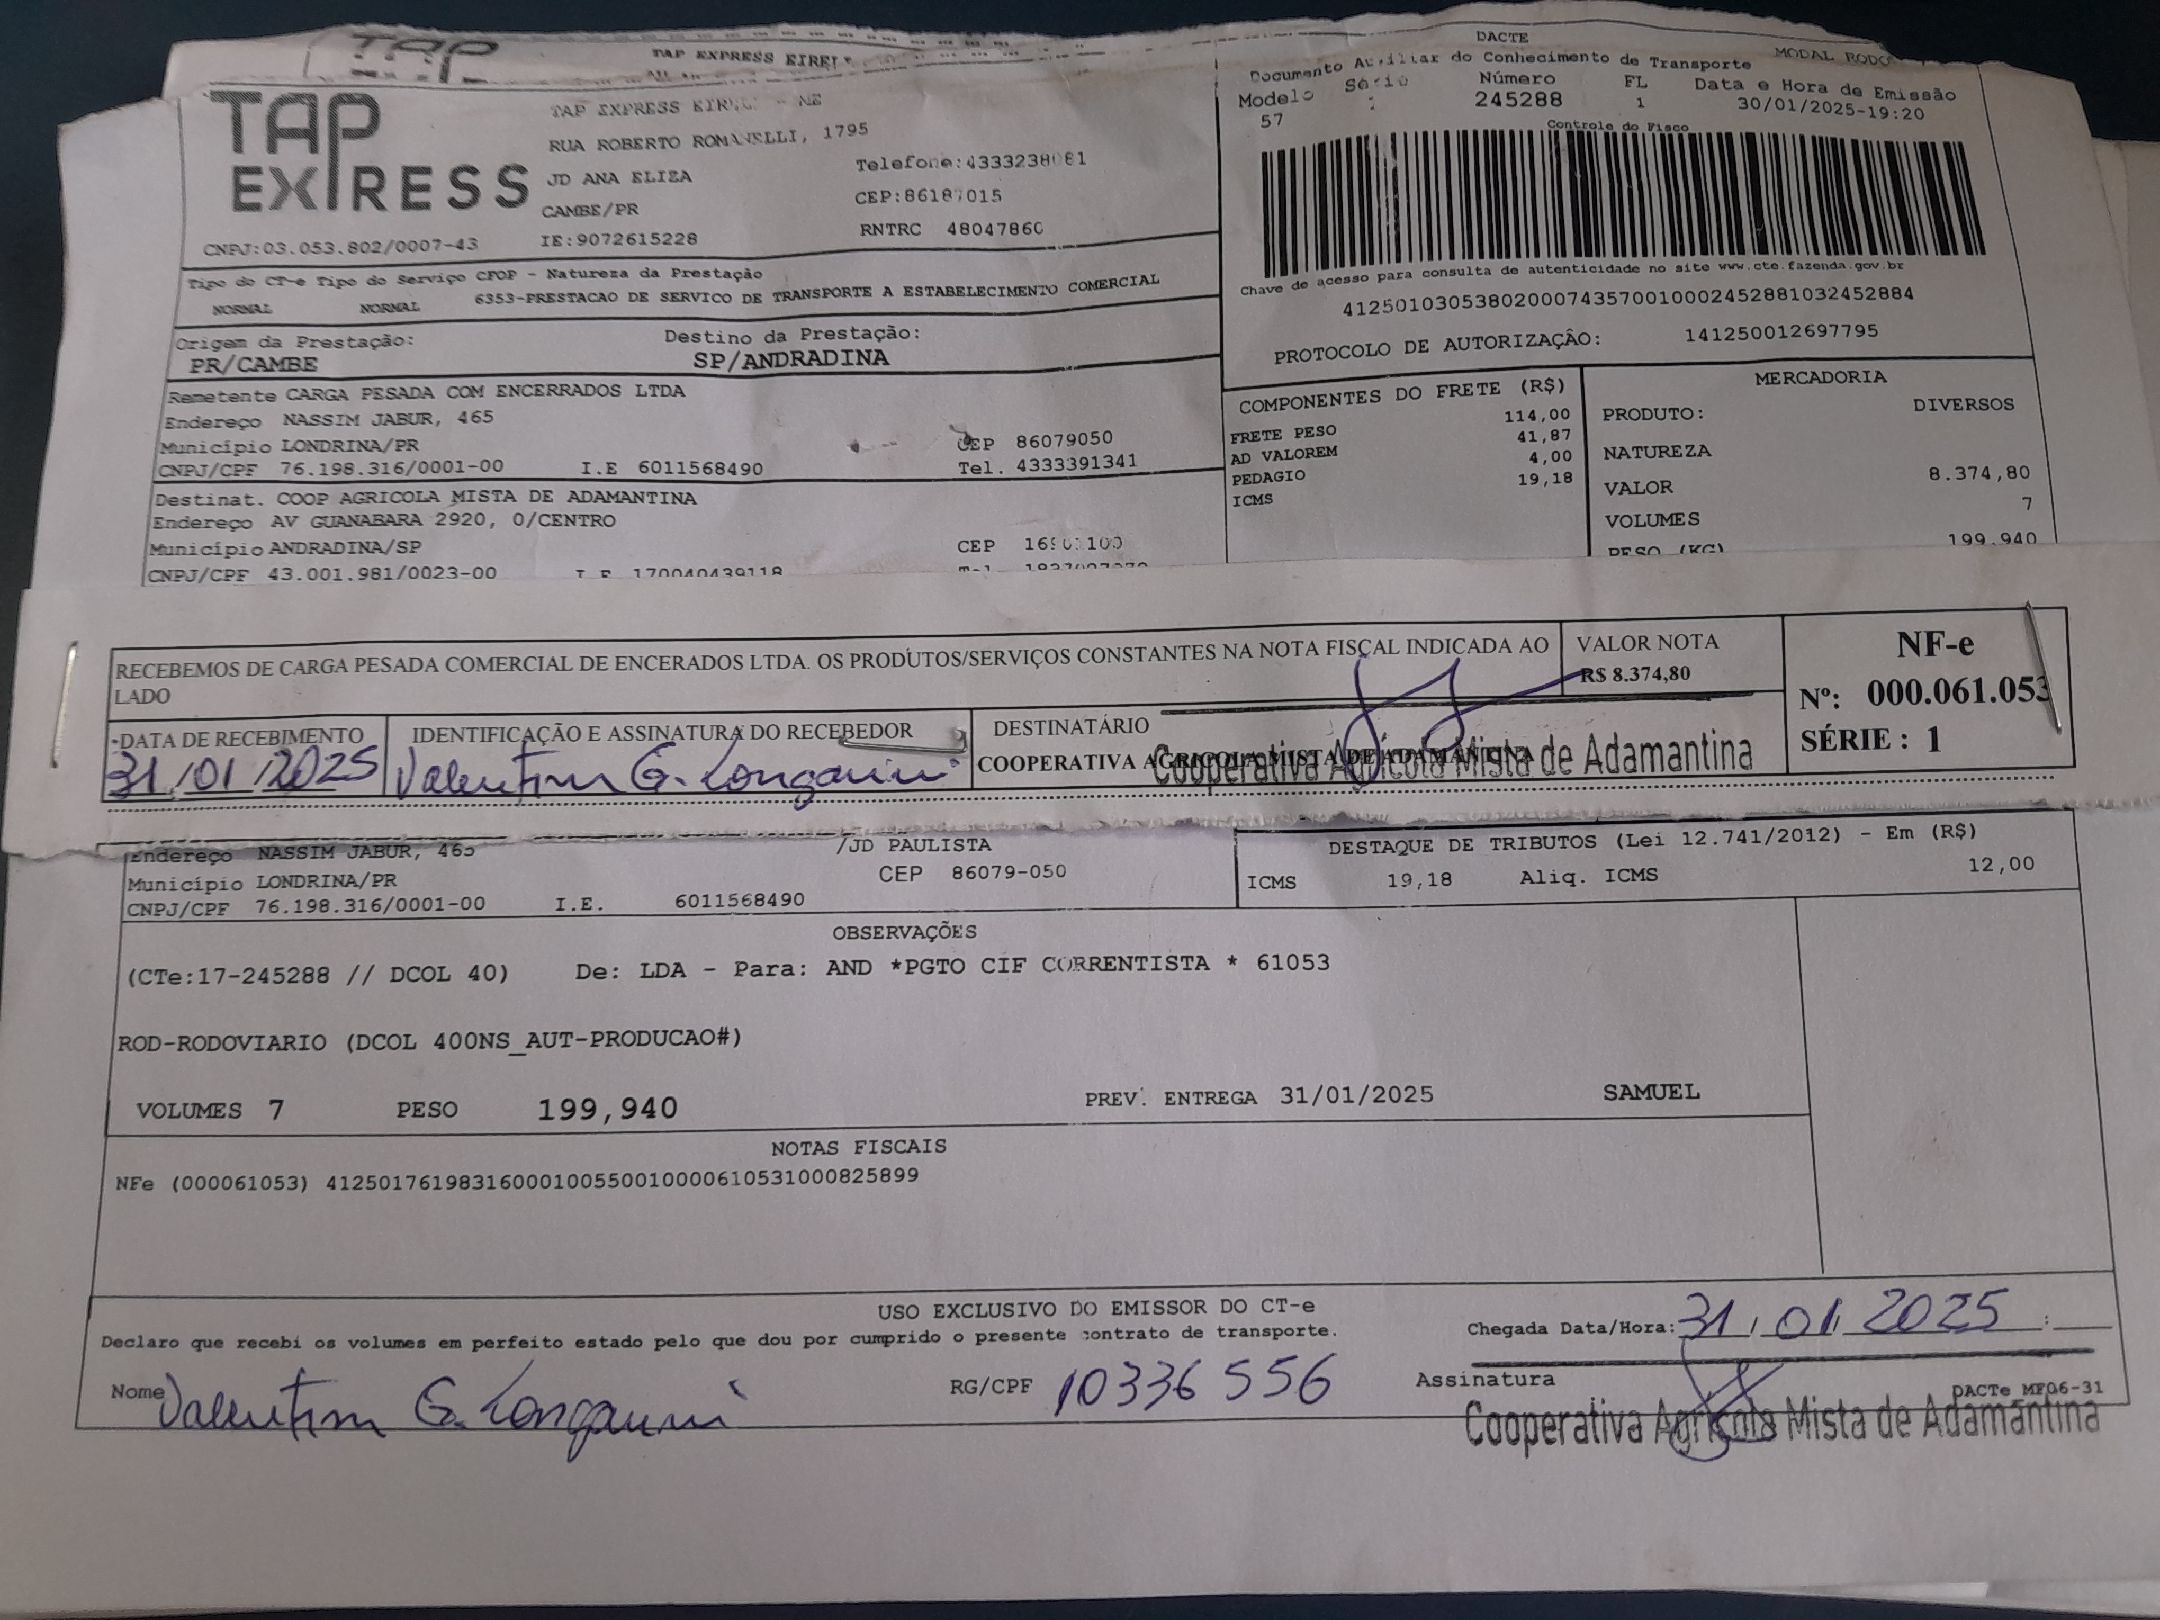 TAP EXPRESS EIRELI
DACTE
Documento Auxiliar do Conhecimento de Transporte
MODAL RODO
Modelo Série Número FL Data e Hora de Emissão
57 245288 1 30/01/2025-19:20
Controle do Fisco
TAP EXPRESS
TAP EXPRESS EIRELI - ME
RUA ROBERTO ROMANELLI, 1795
JD ANA ELIZA
CAMBE/PR
Telefone:4333238081
CEP:86187015
RNTRC 48047860
CNPJ:03.053.802/0007-43 IE:9072615228
Tipo do CT-e Tipo do Serviço CFOP - Natureza da Prestação
NORMAL NORMAL 6353-PRESTACAO DE SERVICO DE TRANSPORTE A ESTABELECIMENTO COMERCIAL
Chave de acesso para consulta de autenticidade no site www.cte.fazenda.gov.br
41250103053802000743570010002452881032452884
PROTOCOLO DE AUTORIZAÇÃO: 141250012697795
Origem da Prestação: Destino da Prestação:
PR/CAMBE SP/ANDRADINA
Remetente CARGA PESADA COM ENCERRADOS LTDA
Endereço NASSIM JABUR, 465
Município LONDRINA/PR CEP 86079050
CNPJ/CPF 76.198.316/0001-00 I.E 6011568490 Tel. 4333391341
Destinat. COOP AGRICOLA MISTA DE ADAMANTINA
Endereço AV GUANABARA 2920, 0/CENTRO
Município ANDRADINA/SP CEP
CNPJ/CPF 43.001.981/0023-00 I.E 170040439118
COMPONENTES DO FRETE (R$)
FRETE PESO 114,00
AD VALOREM 41,87
PEDAGIO 4,00
ICMS 19,18
MERCADORIA
PRODUTO: DIVERSOS
NATUREZA
VALOR 8.374,80
VOLUMES 7
PESO (KG) 199.940
RECEBEMOS DE CARGA PESADA COMERCIAL DE ENCERADOS LTDA. OS PRODUTOS/SERVIÇOS CONSTANTES NA NOTA FISCAL INDICADA AO
LADO
VALOR NOTA
R$ 8.374,80
NF-e
Nº: 000.061.053
SÉRIE : 1
DATA DE RECEBIMENTO
31/01/2025
IDENTIFICAÇÃO E ASSINATURA DO RECEBEDOR
Valentim G. Longarini
DESTINATÁRIO
COOPERATIVA AGRICOLA MISTA DE ADAMANTINA
Cooperativa Agrícola Mista de Adamantina
Endereço NASSIM JABUR, 465 /JD PAULISTA
Município LONDRINA/PR CEP 86079-050
CNPJ/CPF 76.198.316/0001-00 I.E. 6011568490
DESTAQUE DE TRIBUTOS (Lei 12.741/2012) - Em (R$)
ICMS 19,18 Aliq. ICMS 12,00
OBSERVAÇÕES
(CTe:17-245288 // DCOL 40) De: LDA - Para: AND *PGTO CIF CORRENTISTA * 61053
ROD-RODOVIARIO (DCOL 400NS_AUT-PRODUCAO#)
VOLUMES 7 PESO 199,940 PREV. ENTREGA 31/01/2025 SAMUEL
NOTAS FISCAIS
NFe (000061053) 41250176198316000100550010000610531000825899
USO EXCLUSIVO DO EMISSOR DO CT-e
Declaro que recebi os volumes em perfeito estado pelo que dou por cumprido o presente contrato de transporte.
Chegada Data/Hora: 31/01/2025 :
Nome Valentim G. Longarini RG/CPF 10336556 Assinatura
DACTe MF06-31
Cooperativa Agrícola Mista de Adamantina